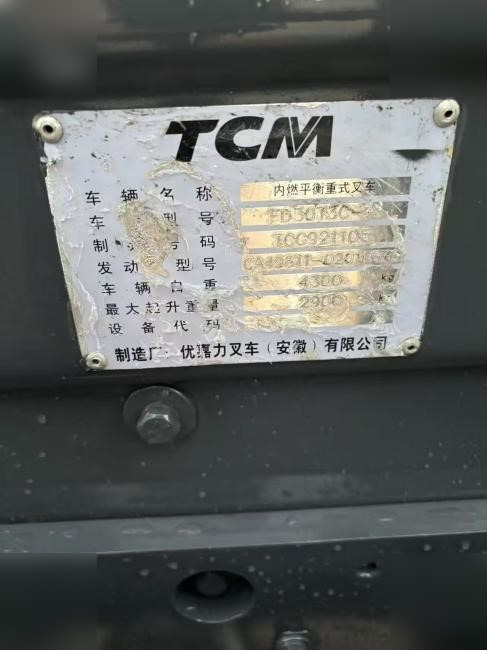 TCM
车辆名称 内燃平衡重式叉车
车 型号
制 码
发动 型号
车辆自重 4300 kg
最大起升重量 2900 kg
设备代码
制造厂:优嘉力叉车(安徽)有限公司